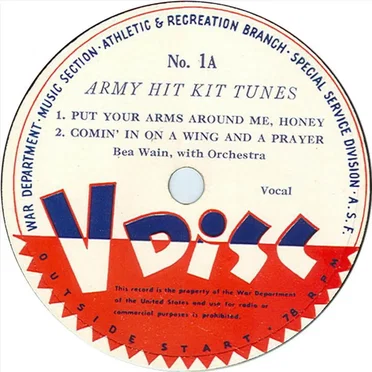 WAR DEPARTMENT · MUSIC SECTION · ATHLETIC & RECREATION BRANCH · SPECIAL SERVICE DIVISION · A. S. F.
No. 1A
ARMY HIT KIT TUNES
1. PUT YOUR ARMS AROUND ME, HONEY
2. COMIN' IN ON A WING AND A PRAYER
Bea Wain, with Orchestra
Vocal
V DISC
This record is the property of the War Department
of the United States and use for radio or
commercial purposes is prohibited.
OUTSIDE START · 78 RPM